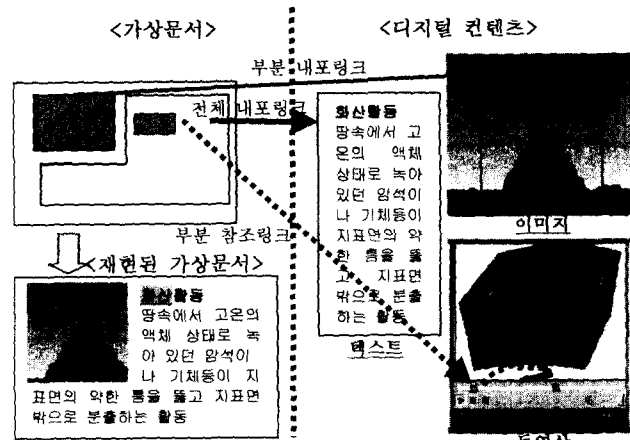 <가상문서>
<디지털 컨텐츠>
부분 내포링크
전체 내포링크
화산활동
땅속에서 고
온의 액체
상태로 녹아
있던 암석이
나 기체등이
지표면의 약
한 틈을 뚫
고 지표면
밖으로 분출
하는 활동
텍스트
이미지
부분 참조링크
<재현된 가상문서>
화산활동
땅속에서 고온의
액체 상태로 녹
아 있던 암석이
나 기체등이 지
표면의 약한 틈을 뚫고 지표면
밖으로 분출하는 활동
동영상